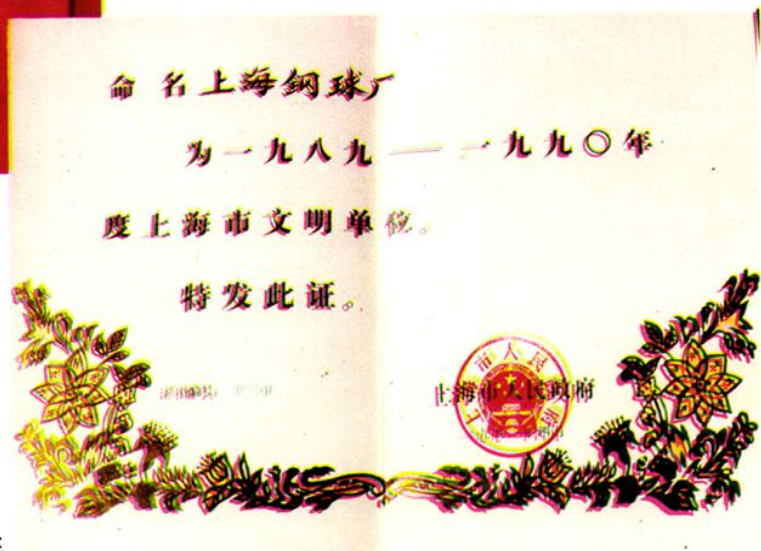 命名上海鋼球厂
为一九八九——一九九〇年
度上海市文明单位。
特发此证。
上海市人民政府